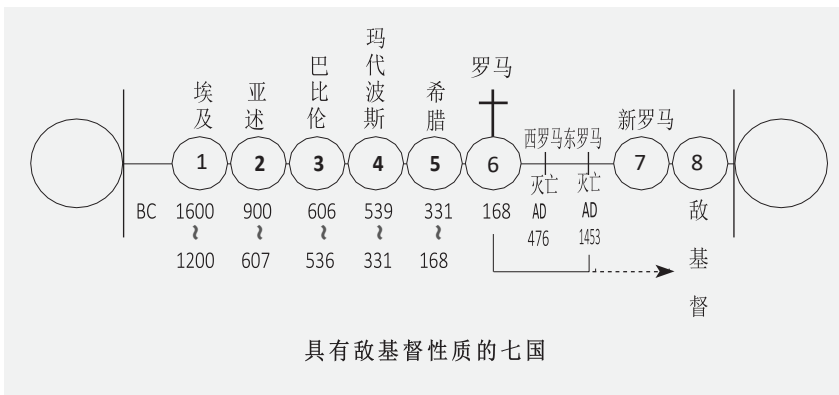 埃及
亚述
巴比伦
玛代波斯
希腊
罗马
西罗马东罗马
新罗马
1 2 3 4 5 6 7 8
灭亡 灭亡
BC 1600 900 606 539 331 168 AD AD 敌基督
~ ~ ~ ~ ~ 476 1453
1200 607 536 331 168
具有敌基督性质的七国